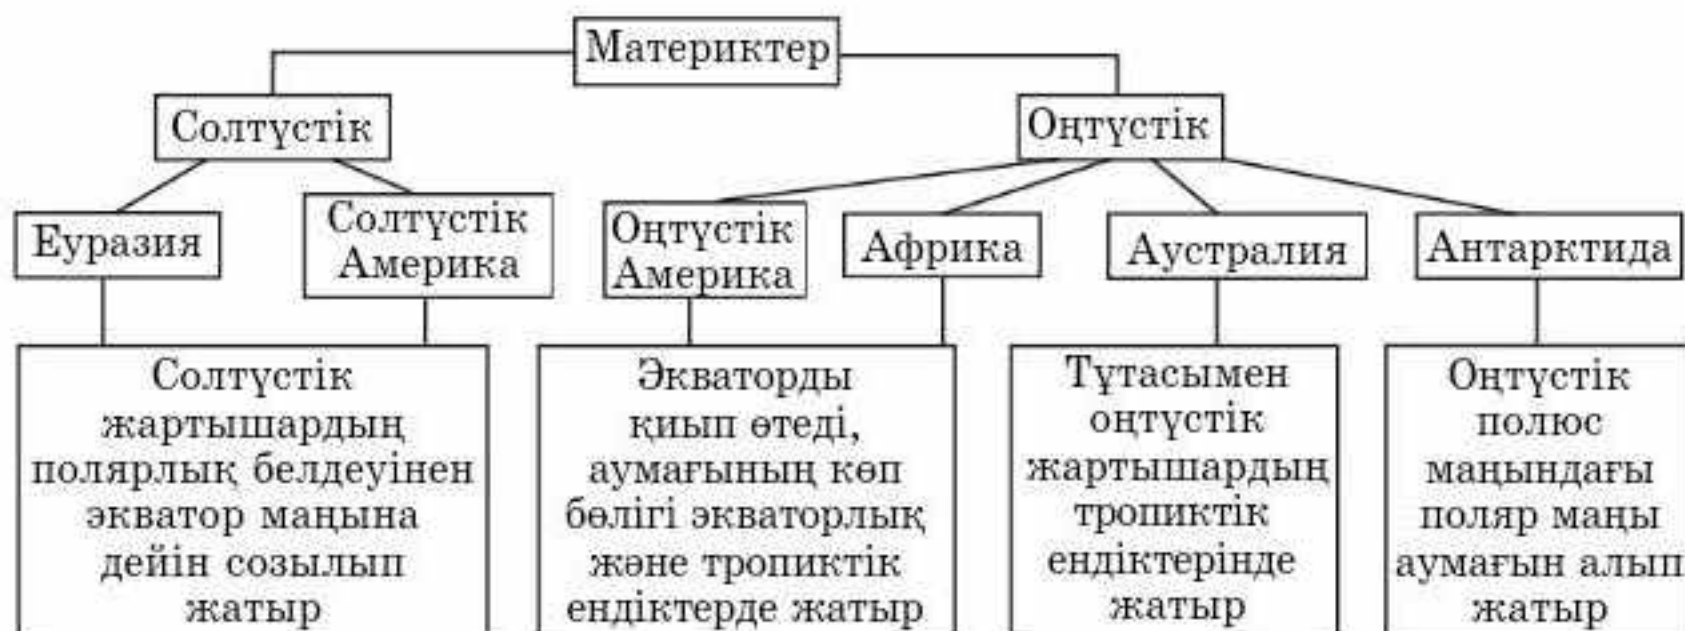 Материктер
Солтүстік
Оңтүстік
Еуразия
Солтүстік
Америка
Оңтүстік
Америка
Африка
Аустралия
Антарктида
Солтүстік
жартышардың
полярлық белдеуінен
экватор маңына
дейін созылып
жатыр
Экваторды
қиып өтеді,
аумағының көп
бөлігі экваторлық
және тропиктік
ендіктерде жатыр
Тұтасымен
оңтүстік
жартышардың
тропиктік
ендіктерінде
жатыр
Оңтүстік
полюс
маңындағы
поляр маңы
аумағын алып
жатыр